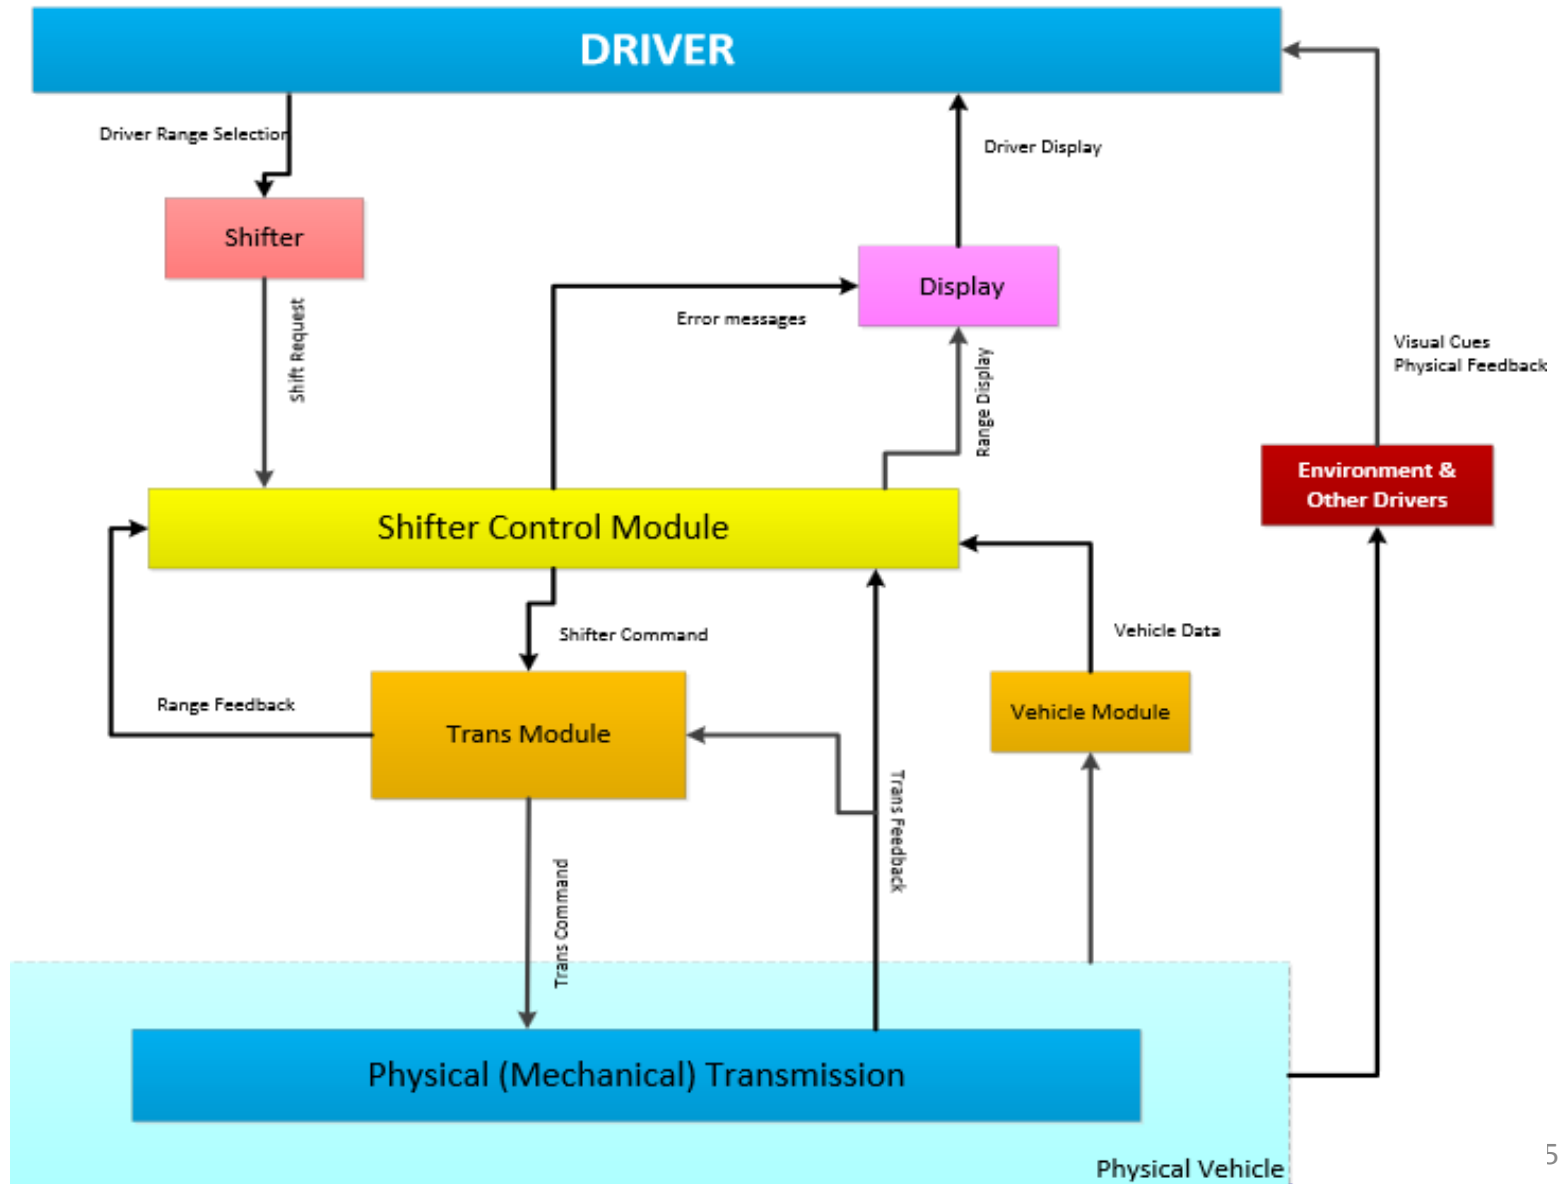 DRIVER
Driver Range Selection
Driver Display
Shifter
Display
Shift Request
Error messages
Range Display
Visual Cues
Physical Feedback
Environment &
Other Drivers
Shifter Control Module
Shifter Command
Vehicle Data
Range Feedback
Trans Module
Vehicle Module
Trans Feedback
Trans Command
Physical (Mechanical) Transmission
Physical Vehicle
5